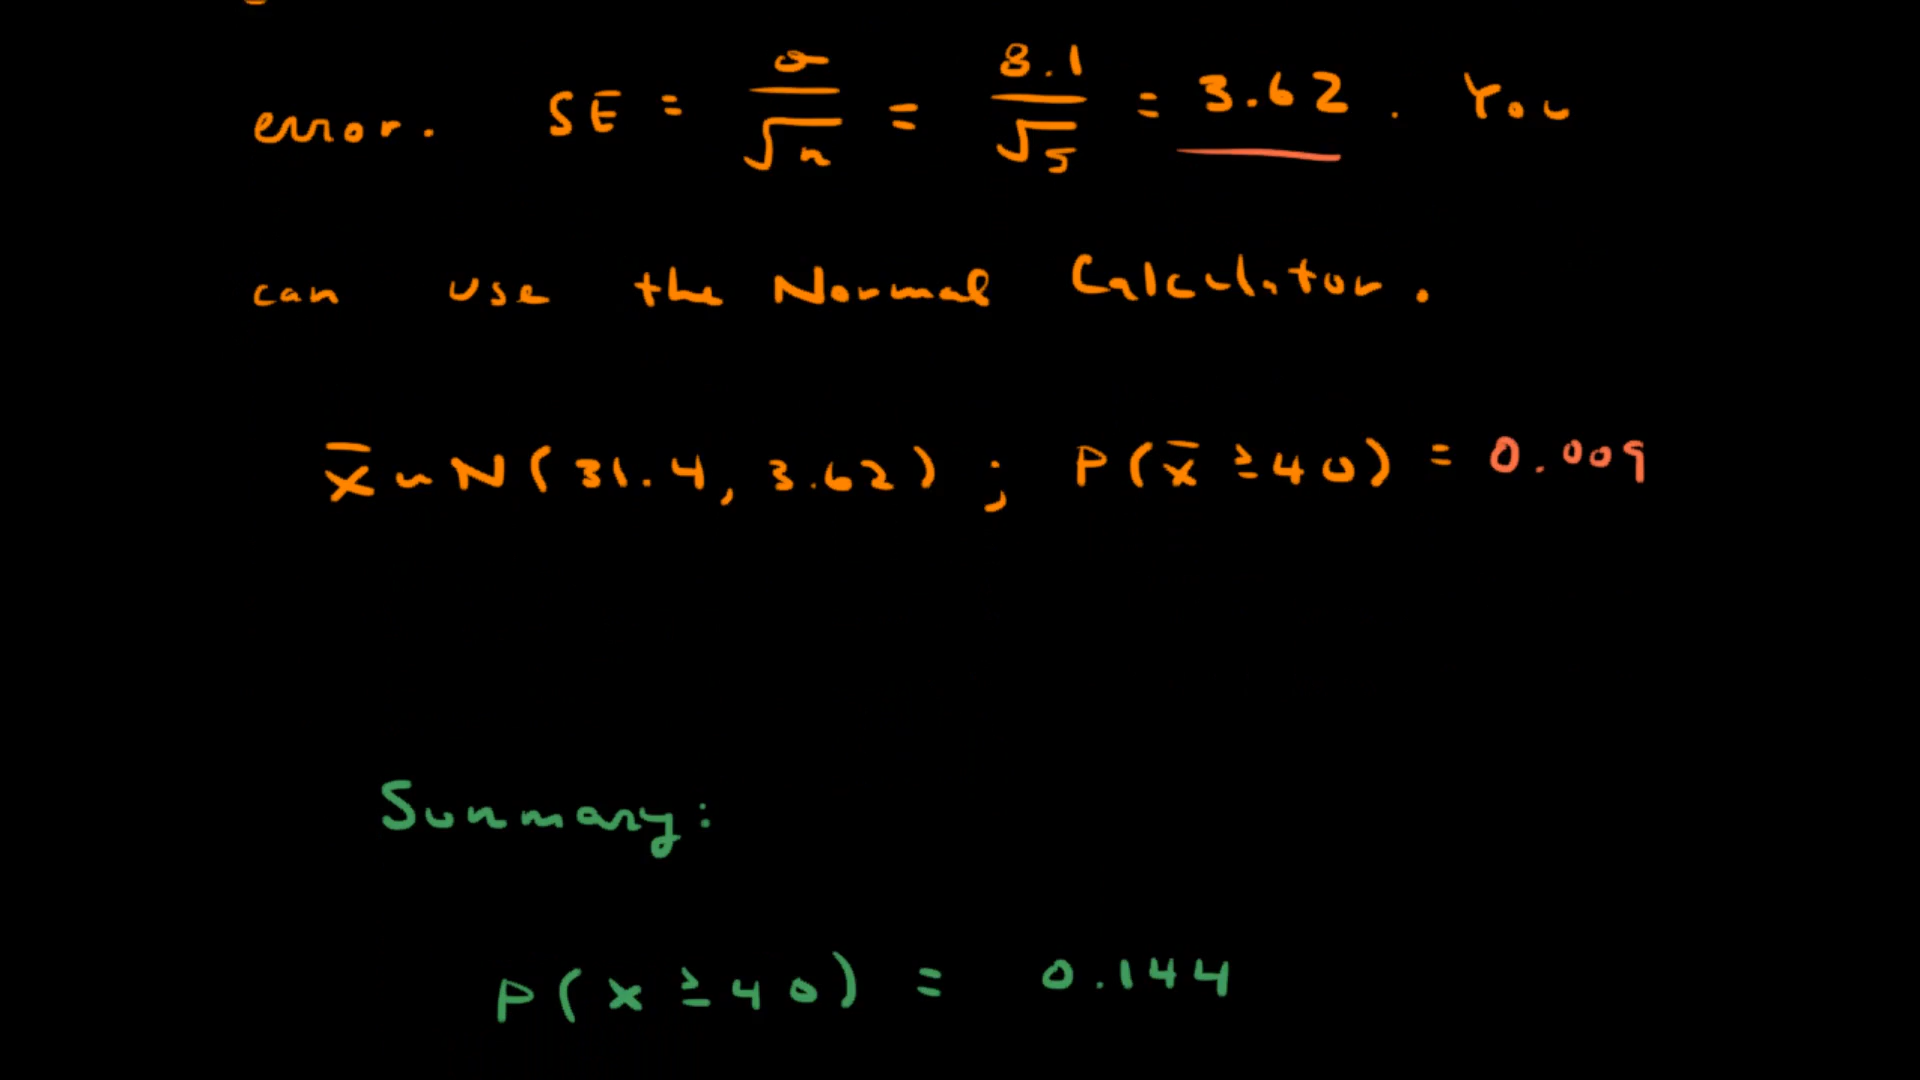 error. SE = σ/√n = 8.1/√5 = 3.62. You
can use the Normal Calculator.
x̄ ~ N(31.4, 3.62); P(x̄ ≥ 40) = 0.009
Summary:
P(x ≥ 40) = 0.144